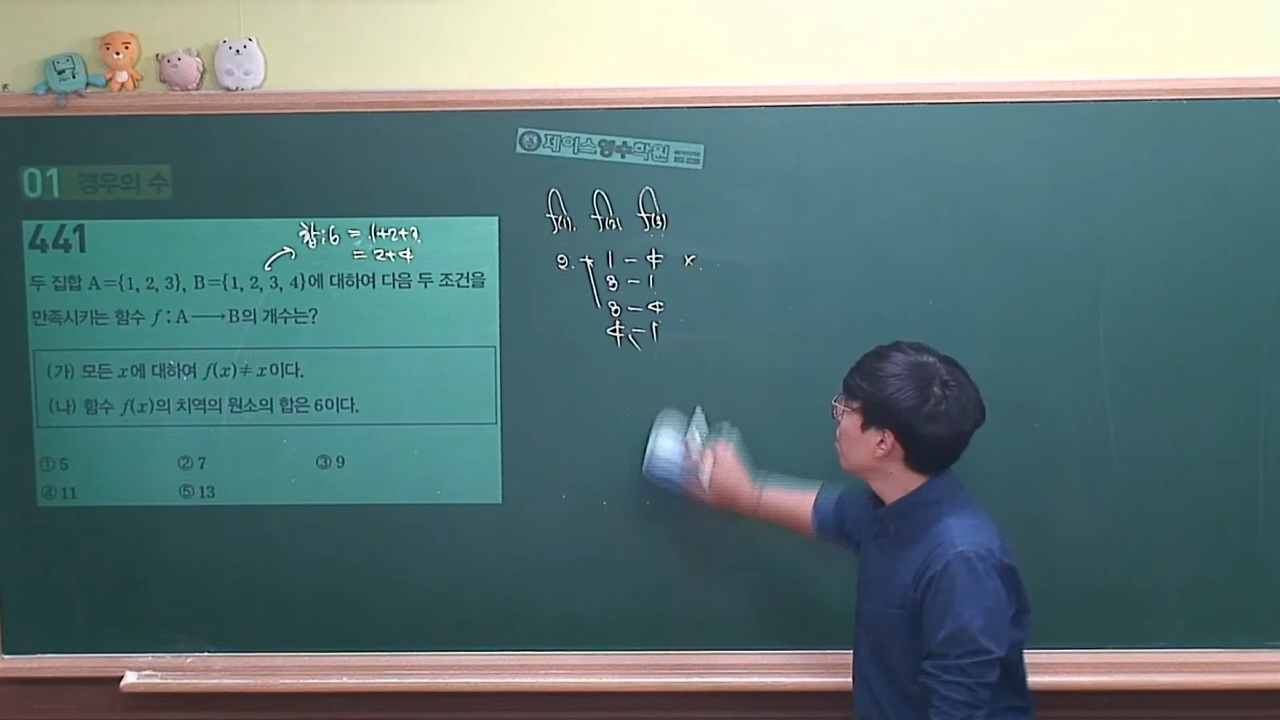 제이스영수학원
01 경우의 수
441
합:6 = 1+2+3
= 2+4
두 집합 A={1, 2, 3}, B={1, 2, 3, 4}에 대하여 다음 두 조건을
만족시키는 함수 f : A ⟶ B의 개수는?
(가) 모든 x에 대하여 f(x)≠x이다.
(나) 함수 f(x)의 치역의 원소의 합은 6이다.
① 5 ② 7 ③ 9
④ 11 ⑤ 13
f(1) f(2) f(3)
2 1 - 4 ×
3 - 1
3 - 4
4 - 1